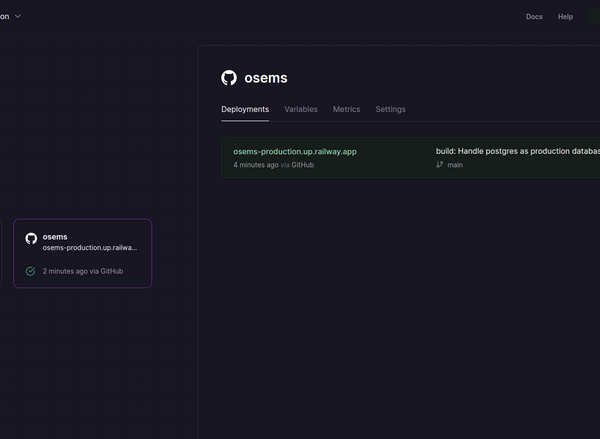 on
Docs Help
osems
Deployments Variables Metrics Settings
osems-production.up.railway.app
build: Handle postgres as production databas
4 minutes ago via GitHub
main
osems
osems-production.up.railwa...
2 minutes ago via GitHub